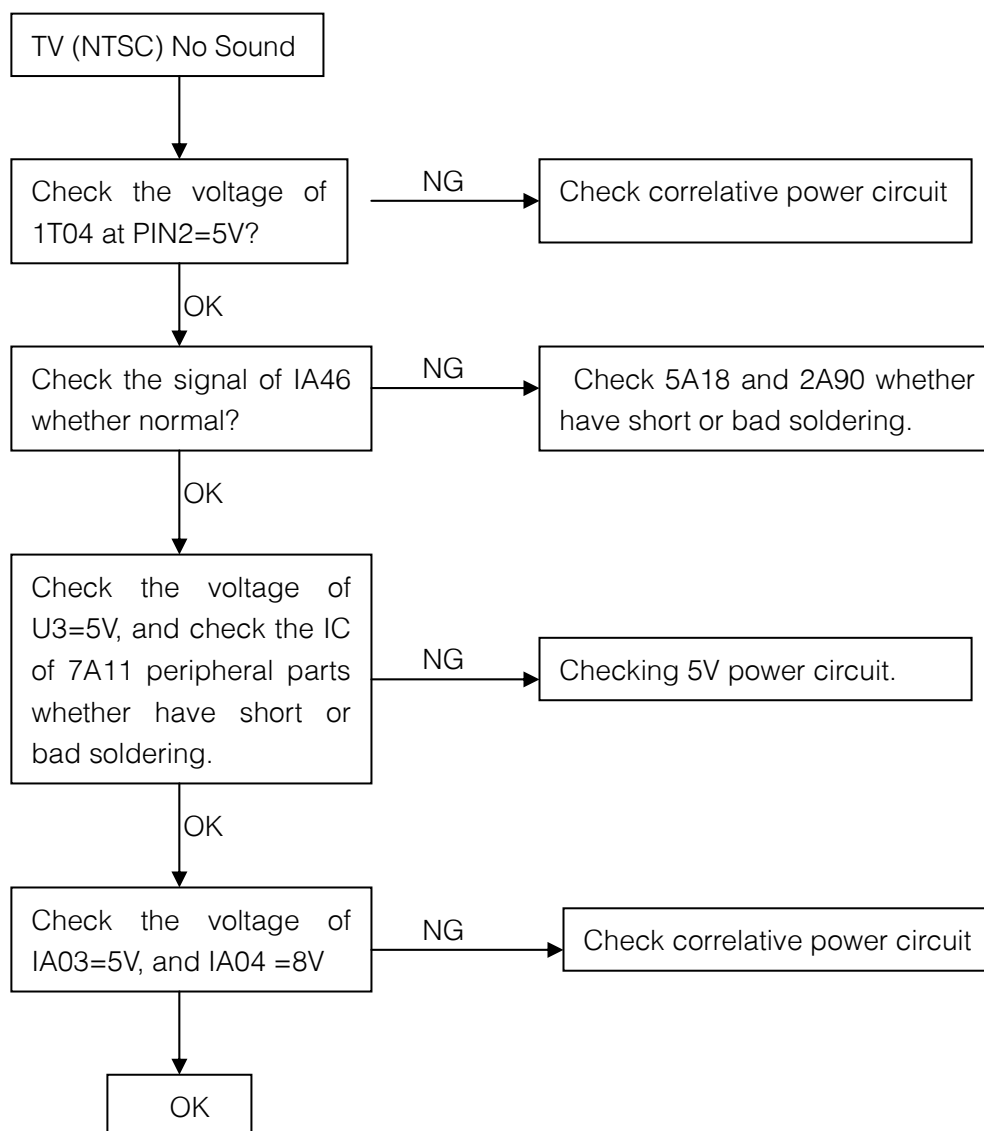 TV (NTSC) No Sound
Check the voltage of
1T04 at PIN2=5V?
NG
Check correlative power circuit
OK
Check the signal of IA46
whether normal?
NG
Check 5A18 and 2A90 whether
have short or bad soldering.
OK
Check the voltage of
U3=5V, and check the IC
of 7A11 peripheral parts
whether have short or
bad soldering.
NG
Checking 5V power circuit.
OK
Check the voltage of
IA03=5V, and IA04 =8V
NG
Check correlative power circuit
OK